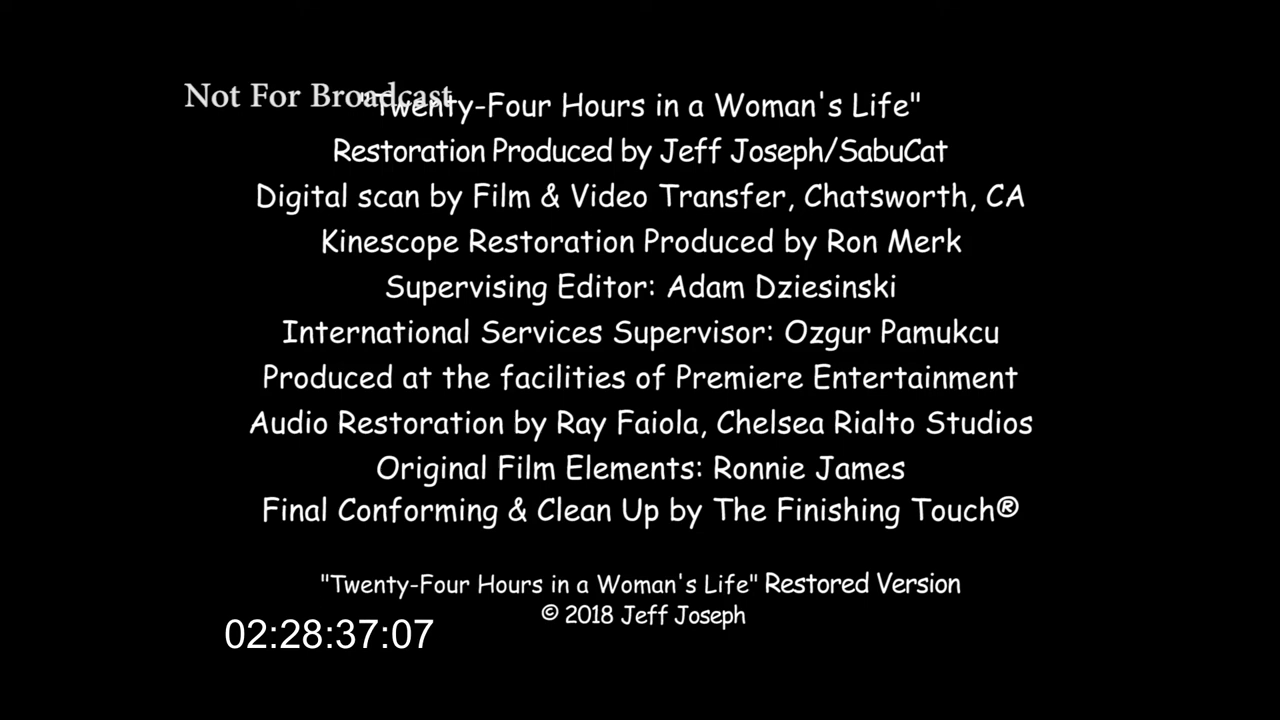 Not For Broadcast
"Twenty-Four Hours in a Woman's Life"
Restoration Produced by Jeff Joseph/SabuCat
Digital scan by Film & Video Transfer, Chatsworth, CA
Kinescope Restoration Produced by Ron Merk
Supervising Editor: Adam Dziesinski
International Services Supervisor: Ozgur Pamukcu
Produced at the facilities of Premiere Entertainment
Audio Restoration by Ray Faiola, Chelsea Rialto Studios
Original Film Elements: Ronnie James
Final Conforming & Clean Up by The Finishing Touch®
"Twenty-Four Hours in a Woman's Life" Restored Version
© 2018 Jeff Joseph
02:28:37:07